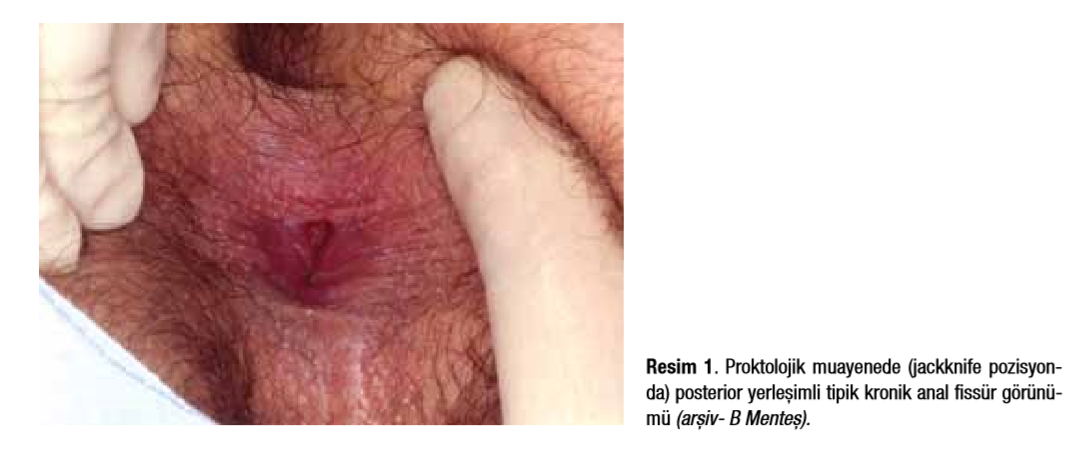 Resim 1. Proktolojik muayenede (jackknife pozisyon-
da) posterior yerleşimli tipik kronik anal fissür görünü-
mü (arşiv- B Menteş).